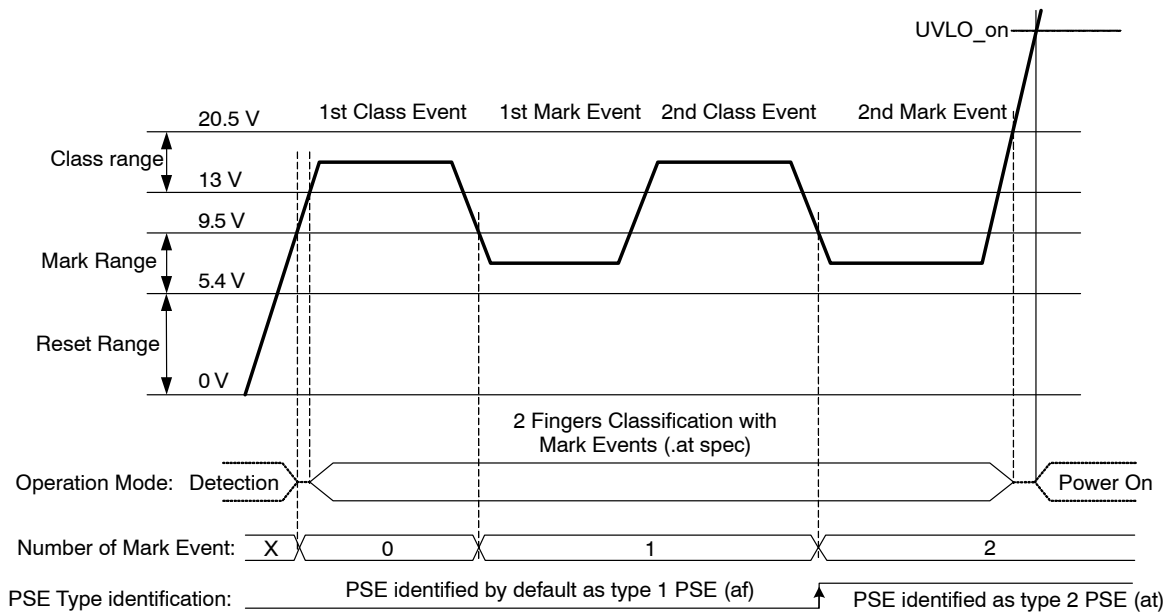 UVLO_on
1st Class Event 1st Mark Event 2nd Class Event 2nd Mark Event
20.5 V
Class range
13 V
9.5 V
Mark Range
5.4 V
Reset Range
0 V
2 Fingers Classification with
Mark Events (.at spec)
Operation Mode: Detection Power On
Number of Mark Event: X 0 1 2
PSE Type identification: PSE identified by default as type 1 PSE (af) PSE identified as type 2 PSE (at)